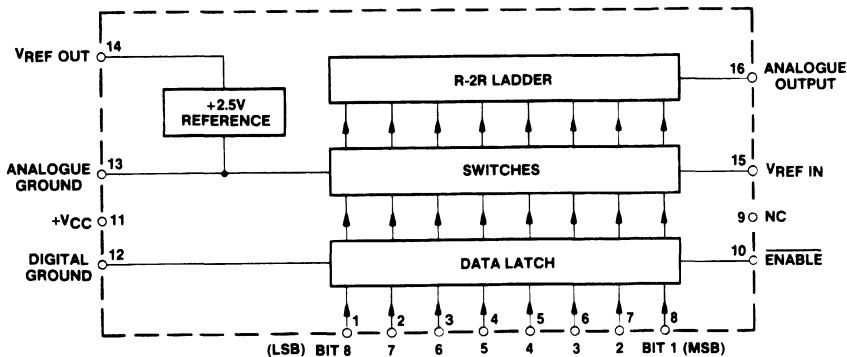 VREF OUT
14
+2.5V
REFERENCE
R-2R LADDER
16
ANALOGUE
OUTPUT
ANALOGUE
GROUND
13
SWITCHES
15
VREF IN
+VCC
11
9
NC
DIGITAL
GROUND
12
DATA LATCH
10
ENABLE
1
2
3
4
5
6
7
8
(LSB) BIT 8
7
6
5
4
3
2
BIT 1 (MSB)